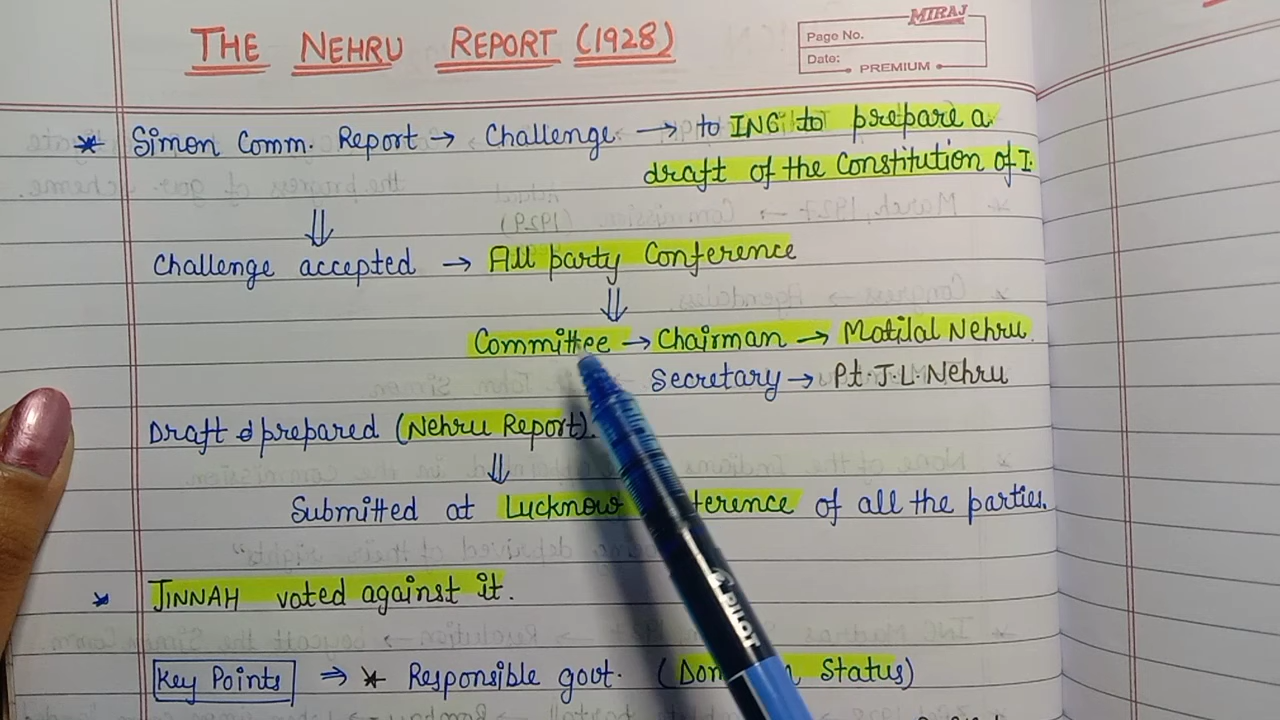 THE NEHRU REPORT (1928)
MIRAJ
Page No.
Date:
PREMIUM
* Simon Comm. Report → Challenge → to INC to prepare a
draft of the Constitution of I.
⇓
Challenge accepted → All party Conference
⇓
Committee → Chairman → Motilal Nehru.
Secretary → Pt. J. L. Nehru
Draft prepared (Nehru Report).
⇓
Submitted at Lucknow ference of all the parties.
* JINNAH voted against it.
Key Points ⇒ * Responsible govt. (Dom n Status)
PILOT